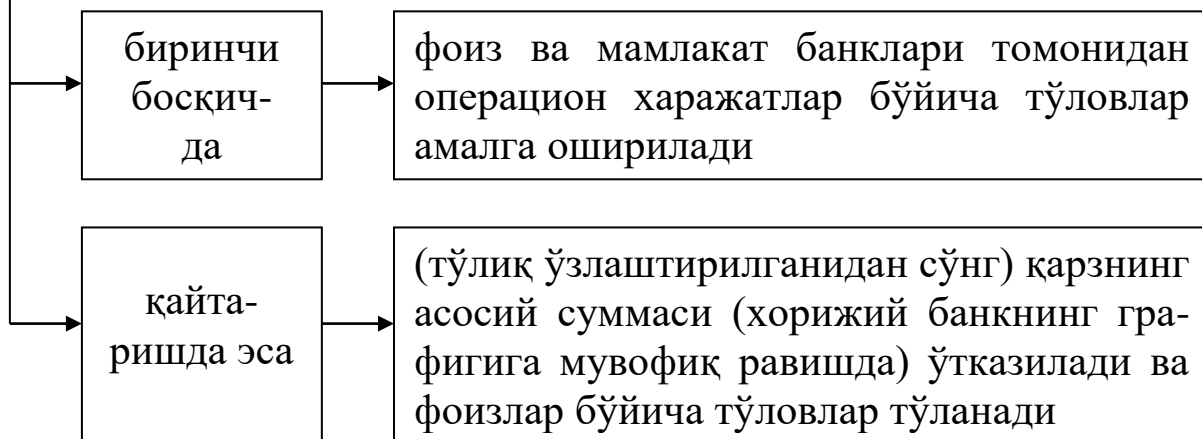 биринчи
босқич-
да
фоиз ва мамлакат банклари томонидан
операцион харажатлар бўйича тўловлар
амалга оширилади
қайта-
ришда эса
(тўлиқ ўзлаштирилганидан сўнг) қарзнинг
асосий суммаси (хорижий банкнинг гра-
фигига мувофиқ равишда) ўтказилади ва
фоизлар бўйича тўловлар тўланади